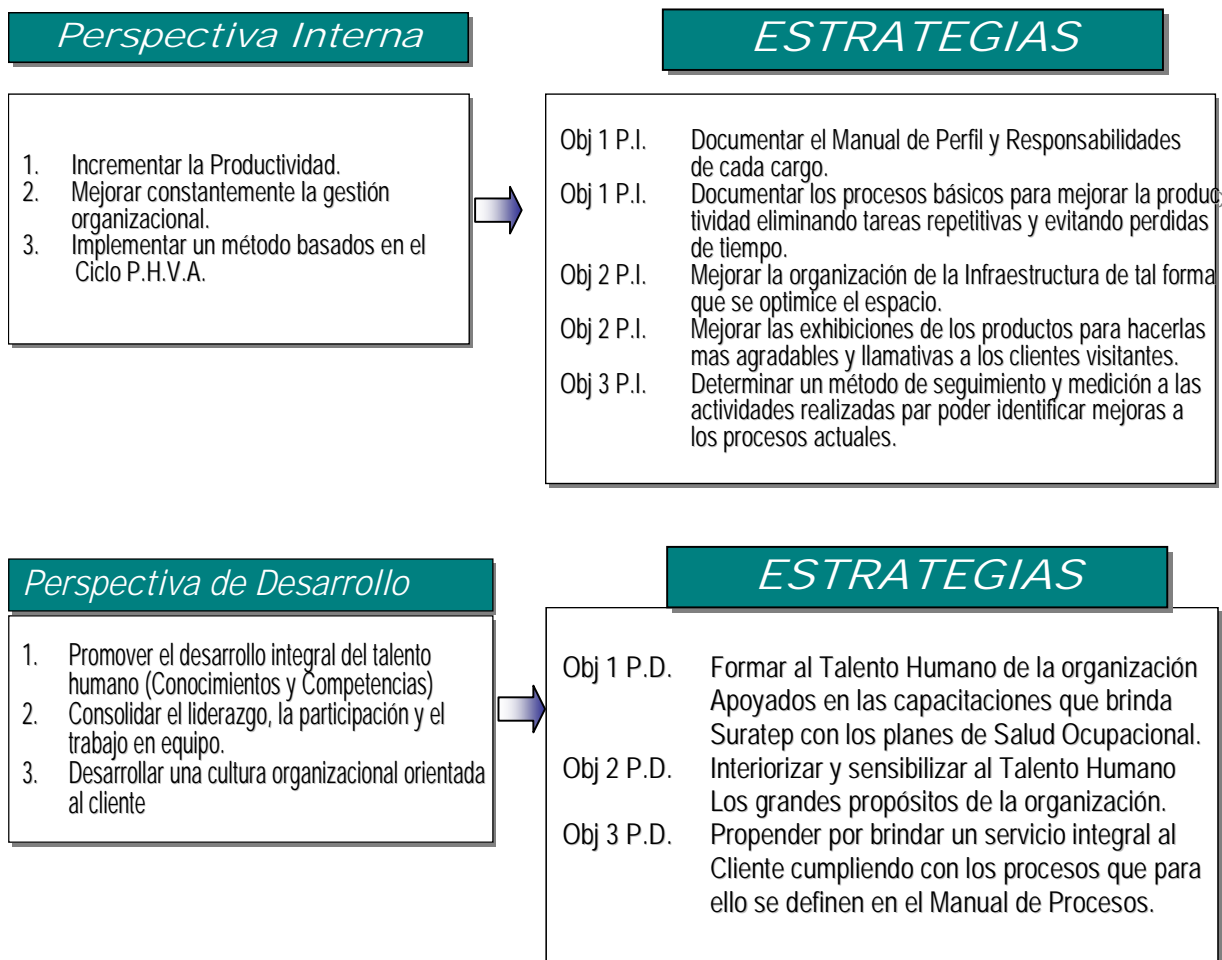 Perspectiva Interna
1. Incrementar la Productividad.
2. Mejorar constantemente la gestión
organizacional.
3. Implementar un método basados en el
Ciclo P.H.V.A.
ESTRATEGIAS
Obj 1 P.I. Documentar el Manual de Perfil y Responsabilidades
de cada cargo.
Obj 1 P.I. Documentar los procesos básicos para mejorar la produc
tividad eliminando tareas repetitivas y evitando perdidas
de tiempo.
Obj 2 P.I. Mejorar la organización de la Infraestructura de tal forma
que se optimice el espacio.
Obj 2 P.I. Mejorar las exhibiciones de los productos para hacerlas
mas agradables y llamativas a los clientes visitantes.
Obj 3 P.I. Determinar un método de seguimiento y medición a las
actividades realizadas par poder identificar mejoras a
los procesos actuales.
Perspectiva de Desarrollo
1. Promover el desarrollo integral del talento
humano (Conocimientos y Competencias)
2. Consolidar el liderazgo, la participación y el
trabajo en equipo.
3. Desarrollar una cultura organizacional orientada
al cliente
ESTRATEGIAS
Obj 1 P.D. Formar al Talento Humano de la organización
Apoyados en las capacitaciones que brinda
Suratep con los planes de Salud Ocupacional.
Obj 2 P.D. Interiorizar y sensibilizar al Talento Humano
Los grandes propósitos de la organización.
Obj 3 P.D. Propender por brindar un servicio integral al
Cliente cumpliendo con los procesos que para
ello se definen en el Manual de Procesos.